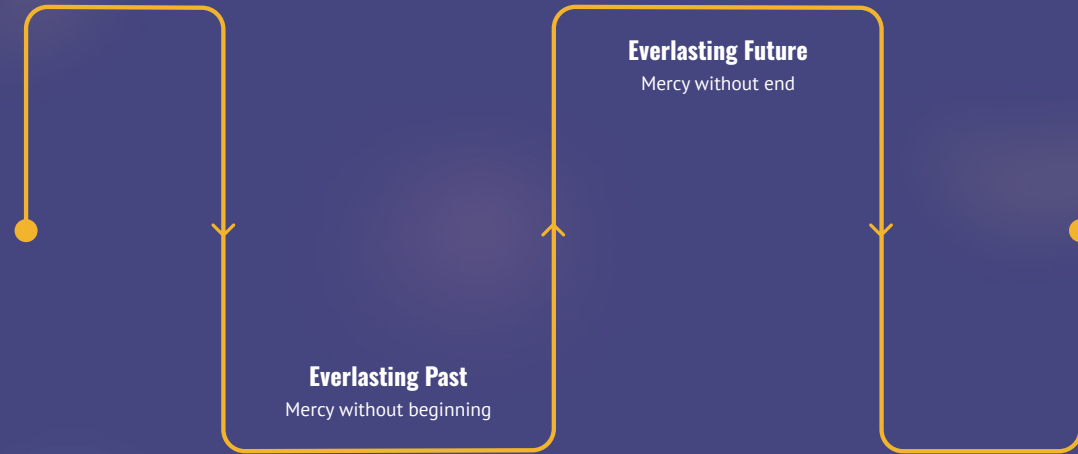 Everlasting Past
Mercy without beginning
Everlasting Future
Mercy without end